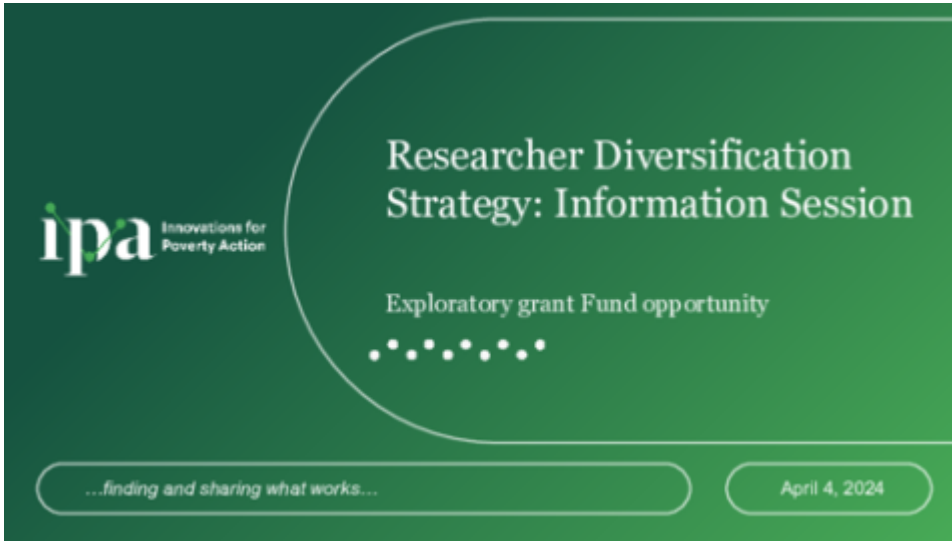 ipa
Innovations for
Poverty Action
Researcher Diversification
Strategy: Information Session
Exploratory grant Fund opportunity
...finding and sharing what works...
April 4, 2024